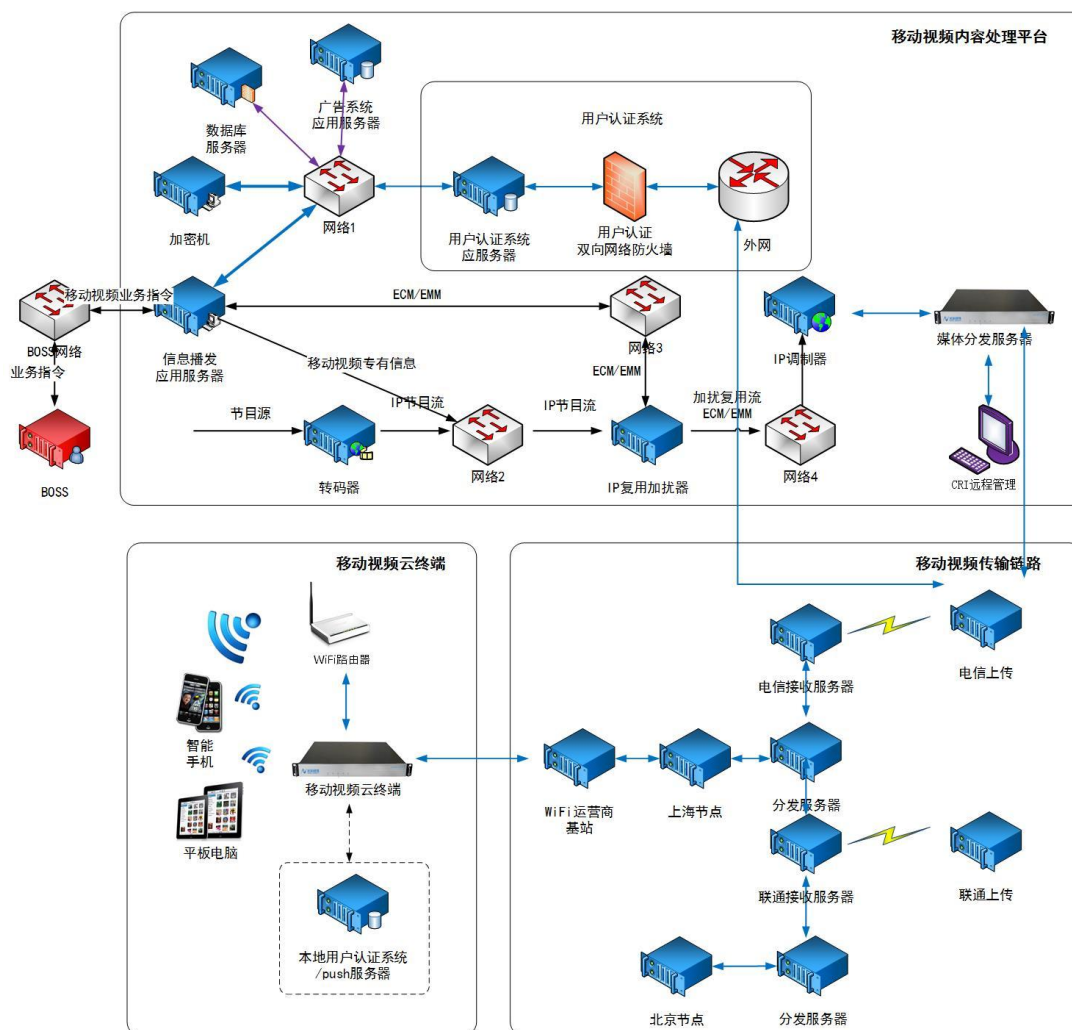 移动视频内容处理平台
数据库
服务器
广告系统
应用服务器
用户认证系统
加密机
网络1
用户认证系统
应服务器
用户认证
双向网络防火墙
外网
移动视频业务指令
ECM/EMM
BOSS网络
信息播发
应用服务器
网络3
IP调制器
媒体分发服务器
业务指令
移动视频专有信息
ECM/EMM
节目源
IP节目流
IP节目流
加扰复用流
ECM/EMM
BOSS
转码器
网络2
IP复用加扰器
网络4
CRI远程管理
移动视频云终端
WiFi路由器
智能
手机
移动视频云终端
平板电脑
本地用户认证系统
/push服务器
移动视频传输链路
电信接收服务器
电信上传
WiFi运营商
基站
上海节点
分发服务器
联通接收服务器
联通上传
北京节点
分发服务器